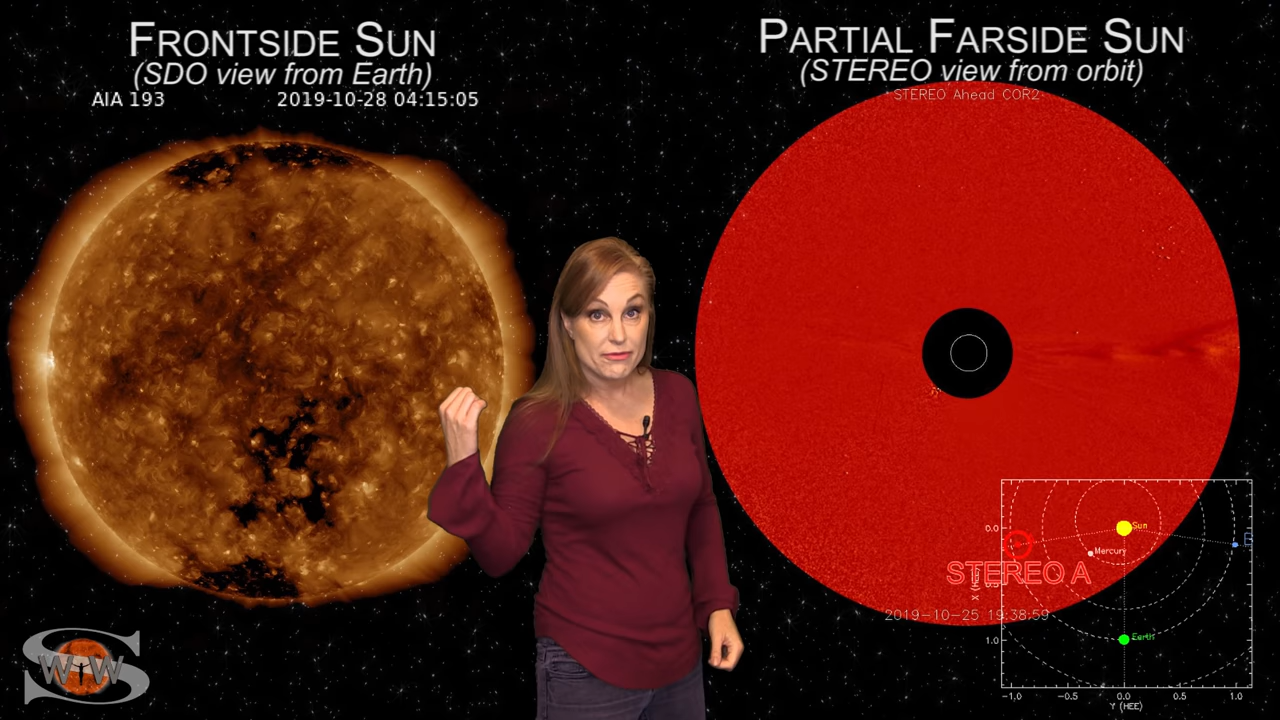 FRONTSIDE SUN
(SDO view from Earth)
AIA 193 2019-10-28 04:15:05
PARTIAL FARSIDE SUN
(STEREO view from orbit)
STEREO Ahead COR2
0.0
Sun
Mercury
STEREO A
X (HEE)
2019-10-25 19:38:59
1.0
Earth
-1.0 -0.5 0.0 0.5 1.0
Y (HEE)
S
WTW